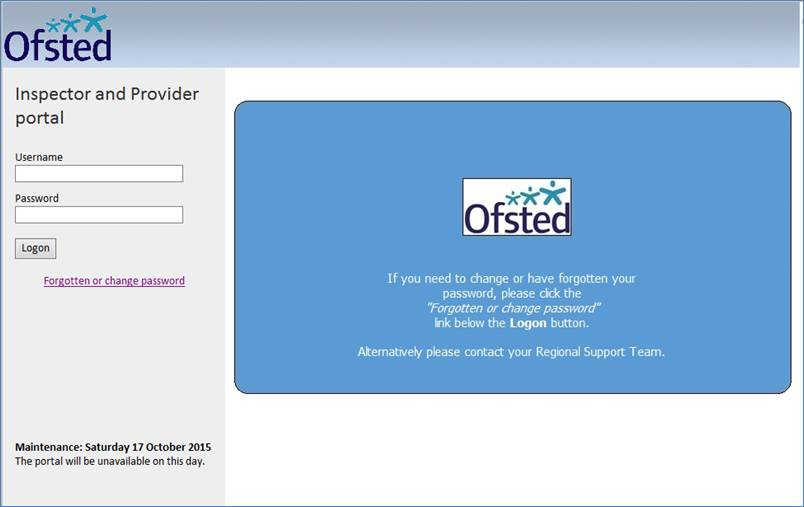 Ofsted
Inspector and Provider
portal
Username
Password
Logon
Forgotten or change password
Maintenance: Saturday 17 October 2015
The portal will be unavailable on this day.
Ofsted
If you need to change or have forgotten your
password, please click the
"Forgotten or change password"
link below the Logon button.
Alternatively please contact your Regional Support Team.